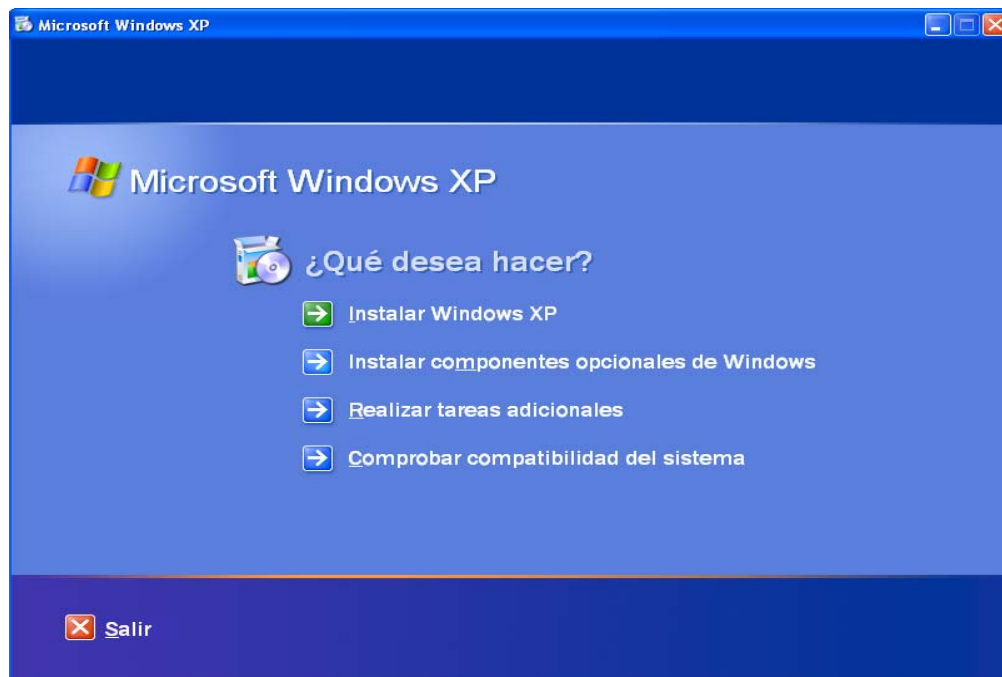 Microsoft Windows XP
Microsoft Windows XP
¿Qué desea hacer?
Instalar Windows XP
Instalar componentes opcionales de Windows
Realizar tareas adicionales
Comprobar compatibilidad del sistema
Salir